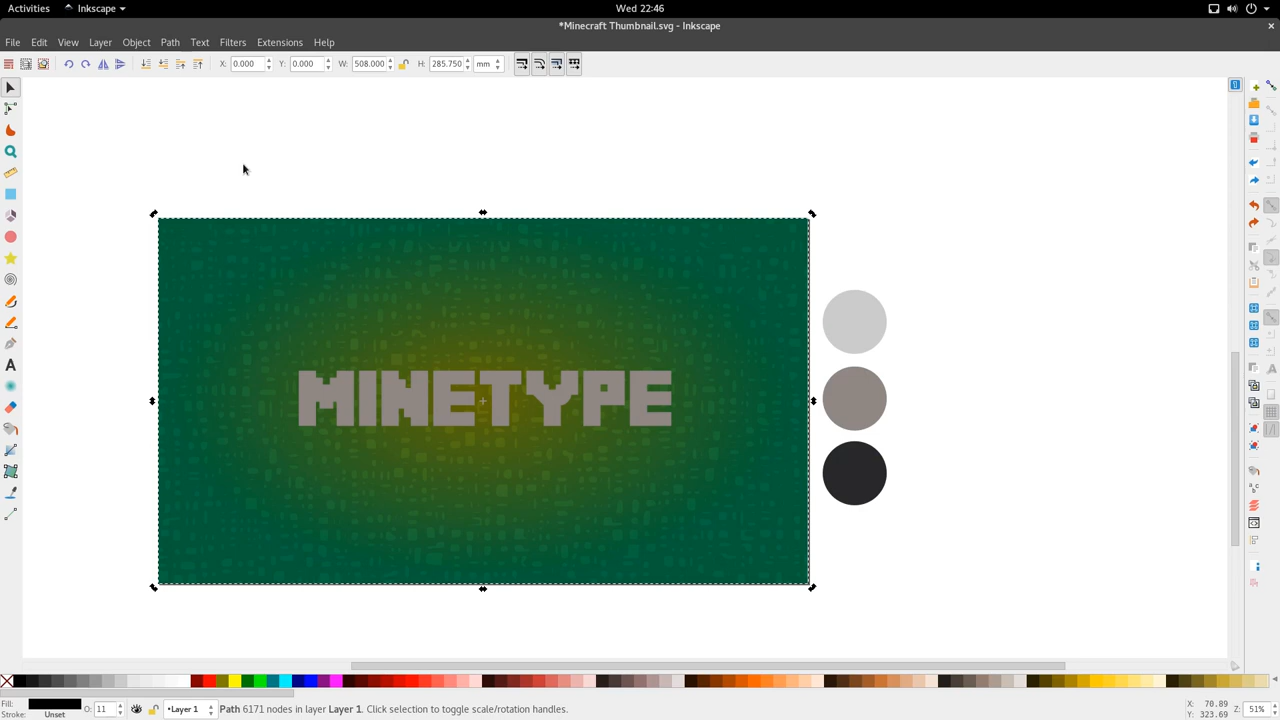 Activities Inkscape Wed 22:46
*Minecraft Thumbnail.svg - Inkscape
File Edit View Layer Object Path Text Filters Extensions Help
X: 0.000 Y: 0.000 W: 508.000 H: 285.750 mm
MINETYPE
Fill:
Stroke: Unset O: 11 •Layer 1 Path 6171 nodes in layer Layer 1. Click selection to toggle scale/rotation handles. X: 70.89
Y: 323.69 Z: 51%